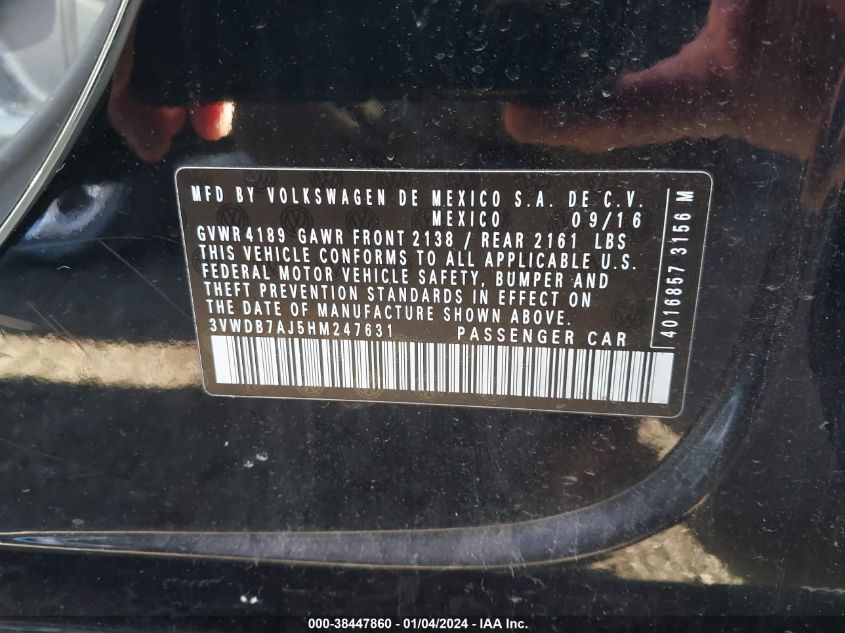 MFD BY VOLKSWAGEN DE MEXICO S.A. DE C.V.
MEXICO 09/16
GVWR4189 GAWR FRONT 2138 / REAR 2161 LBS
THIS VEHICLE CONFORMS TO ALL APPLICABLE U.S.
FEDERAL MOTOR VEHICLE SAFETY, BUMPER AND
THEFT PREVENTION STANDARDS IN EFFECT ON
THE DATE OF MANUFACTURE SHOWN ABOVE.
3VWDB7AJ5HM247631 PASSENGER CAR
4016857 3156 M
000-38447860 - 01/04/2024 - IAA Inc.